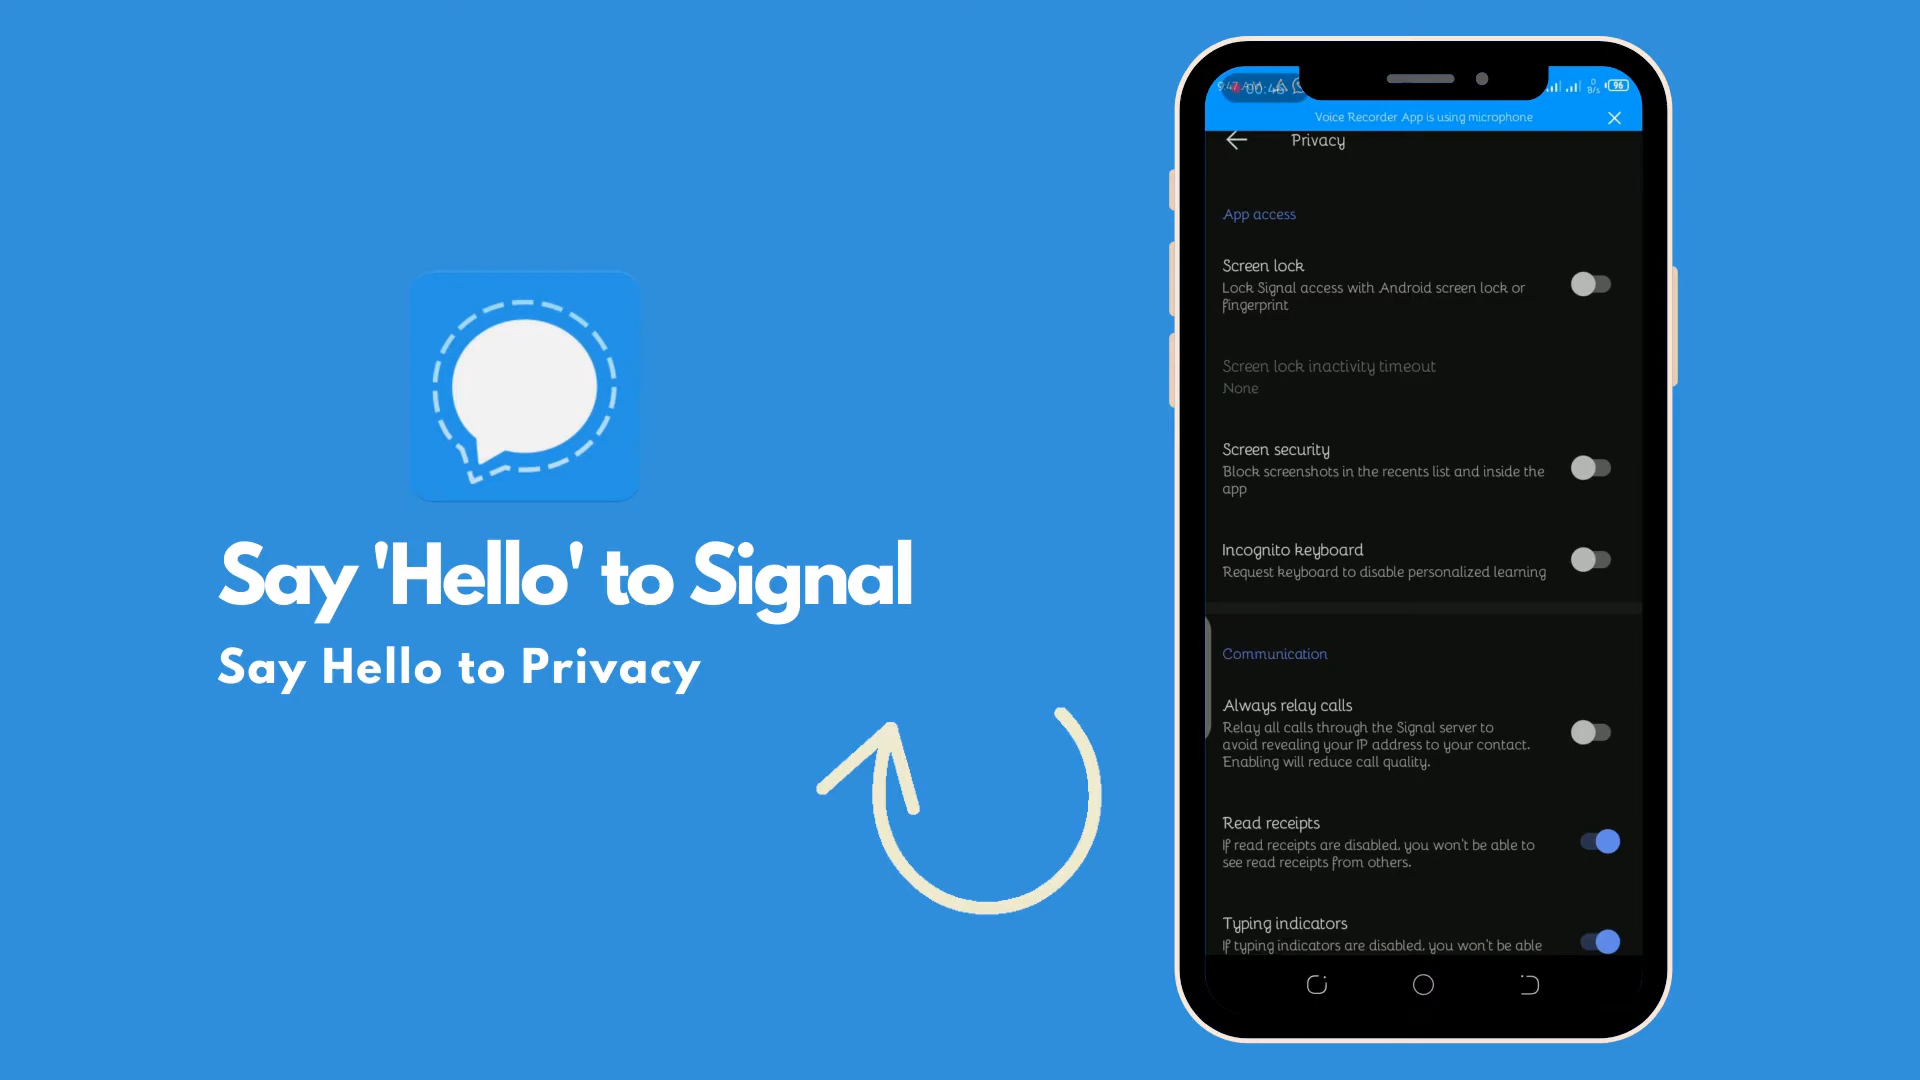 Say 'Hello' to Signal
Say Hello to Privacy
96
Voice Recorder App is using microphone
Privacy
App access
Screen lock
Lock Signal access with Android screen lock or
fingerprint
Screen lock inactivity timeout
None
Screen security
Block screenshots in the recents list and inside the
app
Incognito keyboard
Request keyboard to disable personalized learning
Communication
Always relay calls
Relay all calls through the Signal server to
avoid revealing your IP address to your contact.
Enabling will reduce call quality.
Read receipts
If read receipts are disabled, you won't be able to
see read receipts from others.
Typing indicators
If typing indicators are disabled, you won't be able